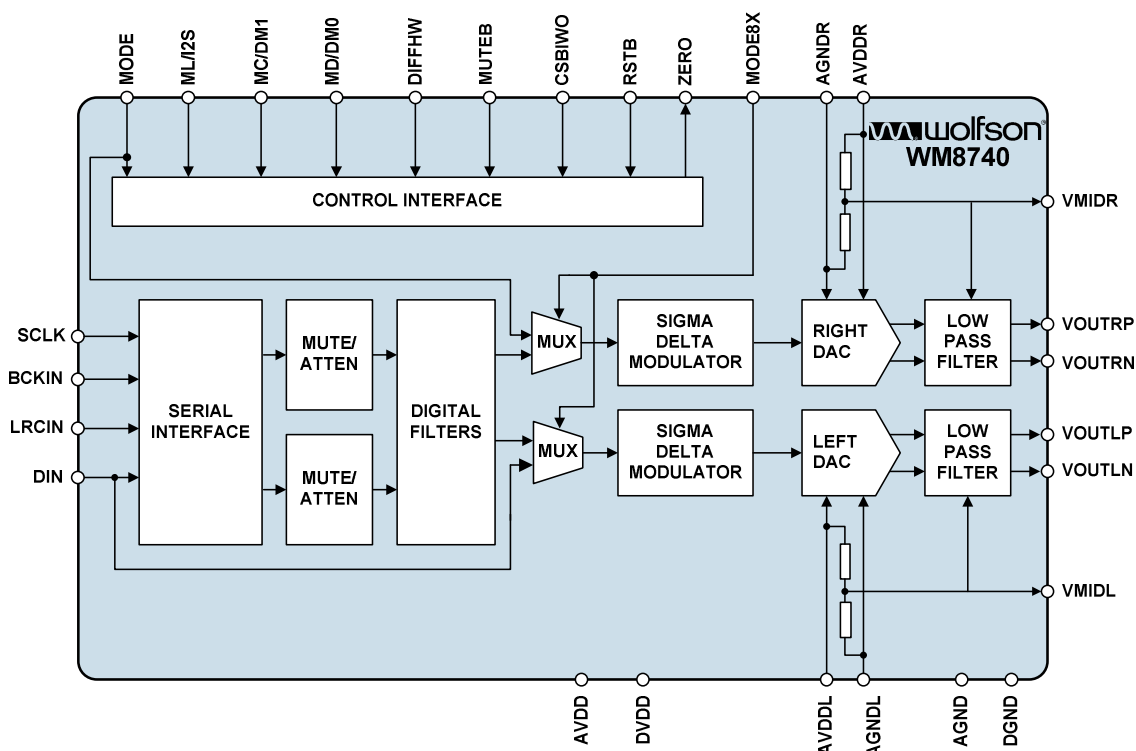 MODE
ML/I2S
MC/DM1
MD/DM0
DIFFHW
MUTEB
CSBIWO
RSTB
ZERO
MODE8X
AGNDR
AVDDR
wolfson®
WM8740
CONTROL INTERFACE
VMIDR
SCLK
BCKIN
LRCIN
DIN
SERIAL
INTERFACE
MUTE/
ATTEN
MUTE/
ATTEN
DIGITAL
FILTERS
MUX
MUX
SIGMA
DELTA
MODULATOR
SIGMA
DELTA
MODULATOR
RIGHT
DAC
LEFT
DAC
LOW
PASS
FILTER
LOW
PASS
FILTER
VOUTRP
VOUTRN
VOUTLP
VOUTLN
VMIDL
AVDD
DVDD
AVDDL
AGNDL
AGND
DGND